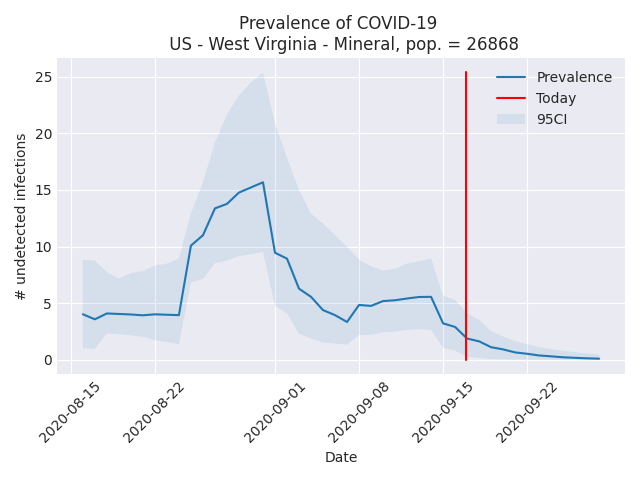 Prevalence of COVID-19
US - West Virginia - Mineral, pop. = 26868
Prevalence
Today
95CI
# undetected infections
25
20
15
10
5
0
2020-08-15
2020-08-22
2020-09-01
2020-09-08
2020-09-15
2020-09-22
Date